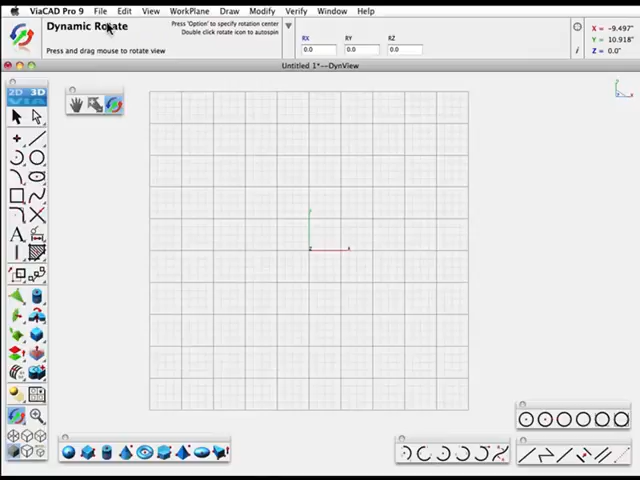 ViaCAD Pro 9 File Edit View WorkPlane Draw Modify Verify Window Help
Dynamic Rotate
Press 'Option' to specify rotation center
Double click rotate icon to autospin
Press and drag mouse to rotate view
RX RY RZ
0.0 0.0 0.0
X = -9.497"
Y = 10.918"
Z = 0.0"
Untitled 1*--DynView
2D 3D
VIA
A